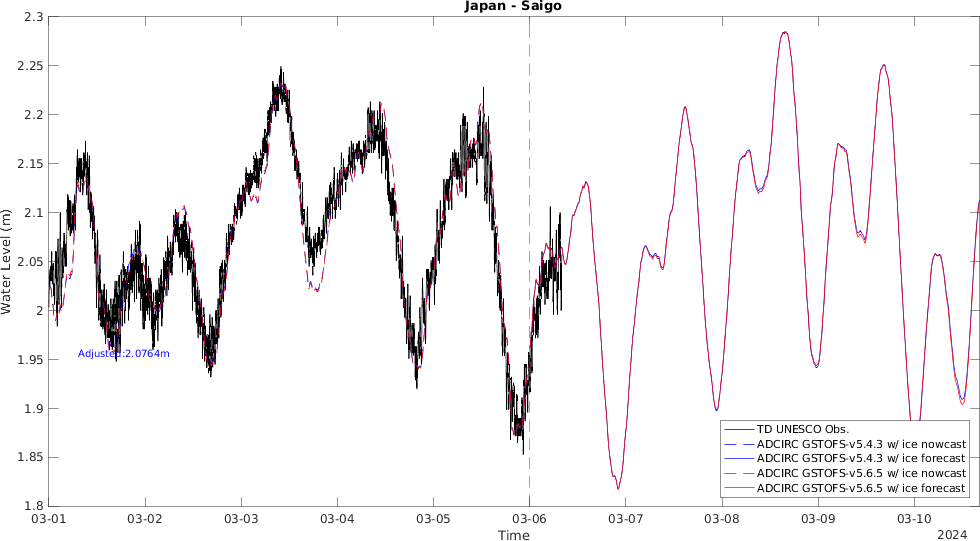 Japan - Saigo
2.3
2.25
2.2
2.15
2.1
2.05
2
1.95
1.9
1.85
1.8
Water Level (m)
Adjusted:2.0764m
TD UNESCO Obs.
ADCIRC GSTOFS-v5.4.3 w/ ice nowcast
ADCIRC GSTOFS-v5.4.3 w/ ice forecast
ADCIRC GSTOFS-v5.6.5 w/ ice nowcast
ADCIRC GSTOFS-v5.6.5 w/ ice forecast
03-01 03-02 03-03 03-04 03-05 03-06 03-07 03-08 03-09 03-10
Time
2024